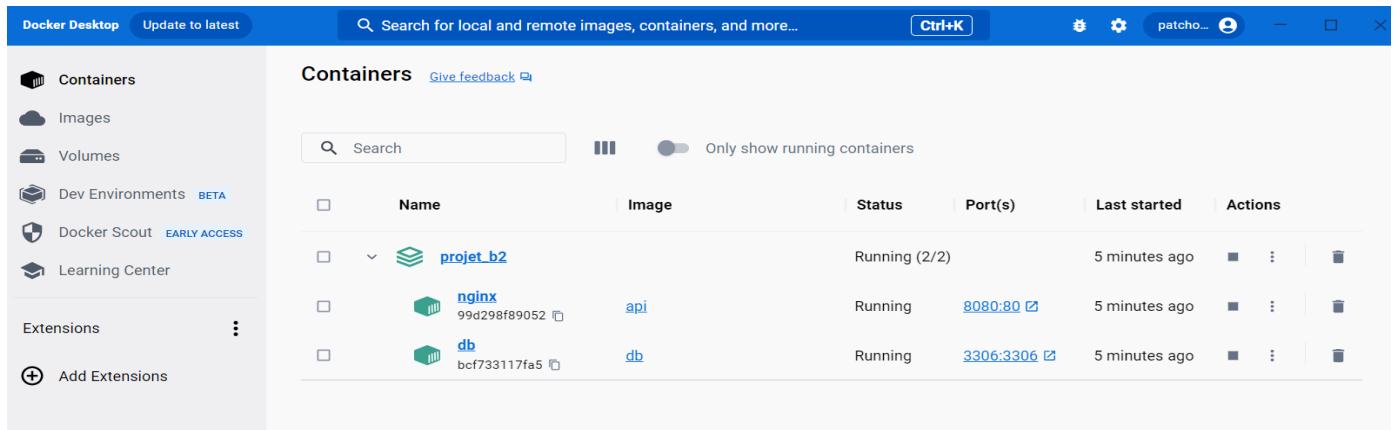 Docker Desktop Update to latest Search for local and remote images, containers, and more... Ctrl+K patcho...
Containers
Images
Volumes
Dev Environments BETA
Docker Scout EARLY ACCESS
Learning Center
Extensions
Add Extensions
Containers Give feedback
Search Only show running containers
Name Image Status Port(s) Last started Actions
projet_b2 Running (2/2) 5 minutes ago
nginx
99d298f89052 api Running 8080:80 5 minutes ago
db
bcf733117fa5 db Running 3306:3306 5 minutes ago